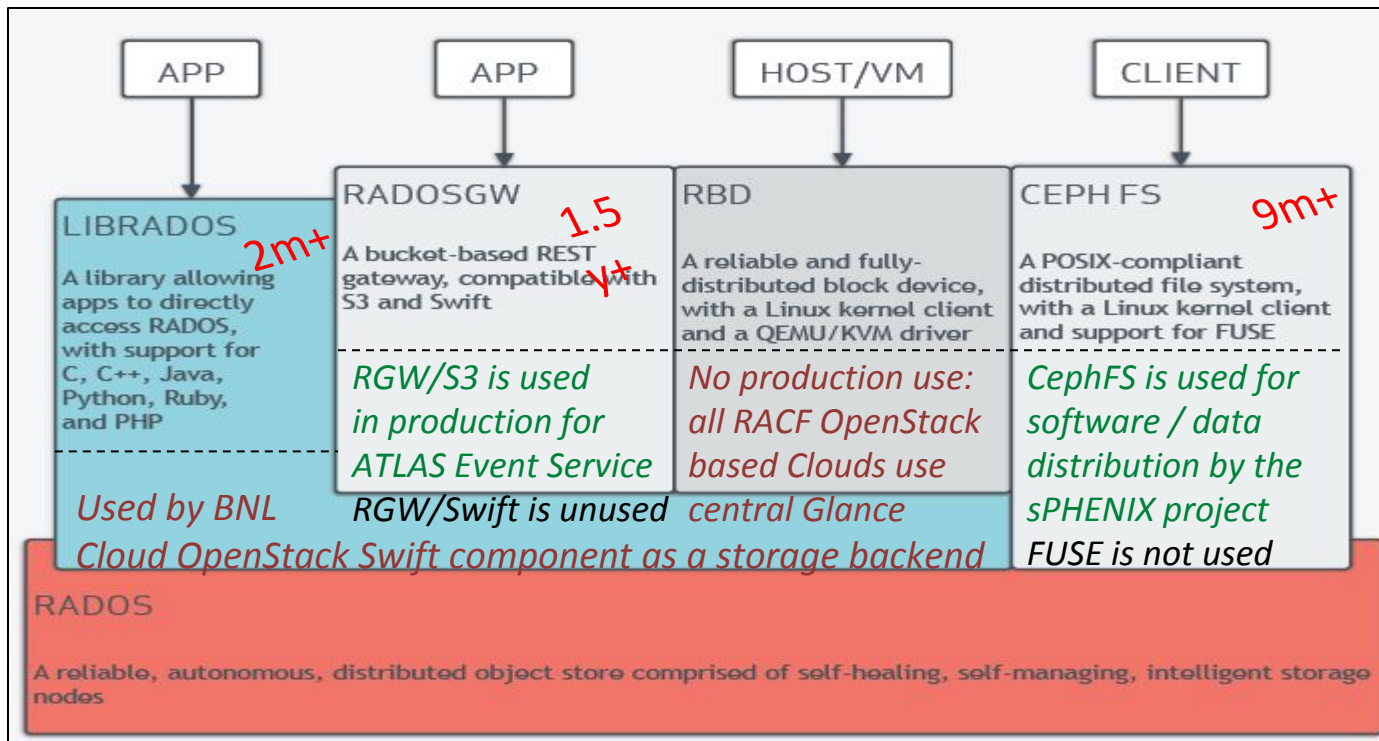 APP
APP
HOST/VM
CLIENT
LIBRADOS
2m+
A library allowing
apps to directly
access RADOS,
with support for
C, C++, Java,
Python, Ruby,
and PHP
RADOSGW
1.5
y+
A bucket-based REST
gateway, compatible with
S3 and Swift
RGW/S3 is used
in production for
ATLAS Event Service
RGW/Swift is unused
RBD
A reliable and fully-
distributed block device,
with a Linux kernel client
and a QEMU/KVM driver
No production use:
all RACF OpenStack
based Clouds use
central Glance
CEPH FS
9m+
A POSIX-compliant
distributed file system,
with a Linux kernel client
and support for FUSE
CephFS is used for
software / data
distribution by the
sPHENIX project
FUSE is not used
Used by BNL
Cloud OpenStack Swift component as a storage backend
RADOS
A reliable, autonomous, distributed object store comprised of self-healing, self-managing, intelligent storage
nodes